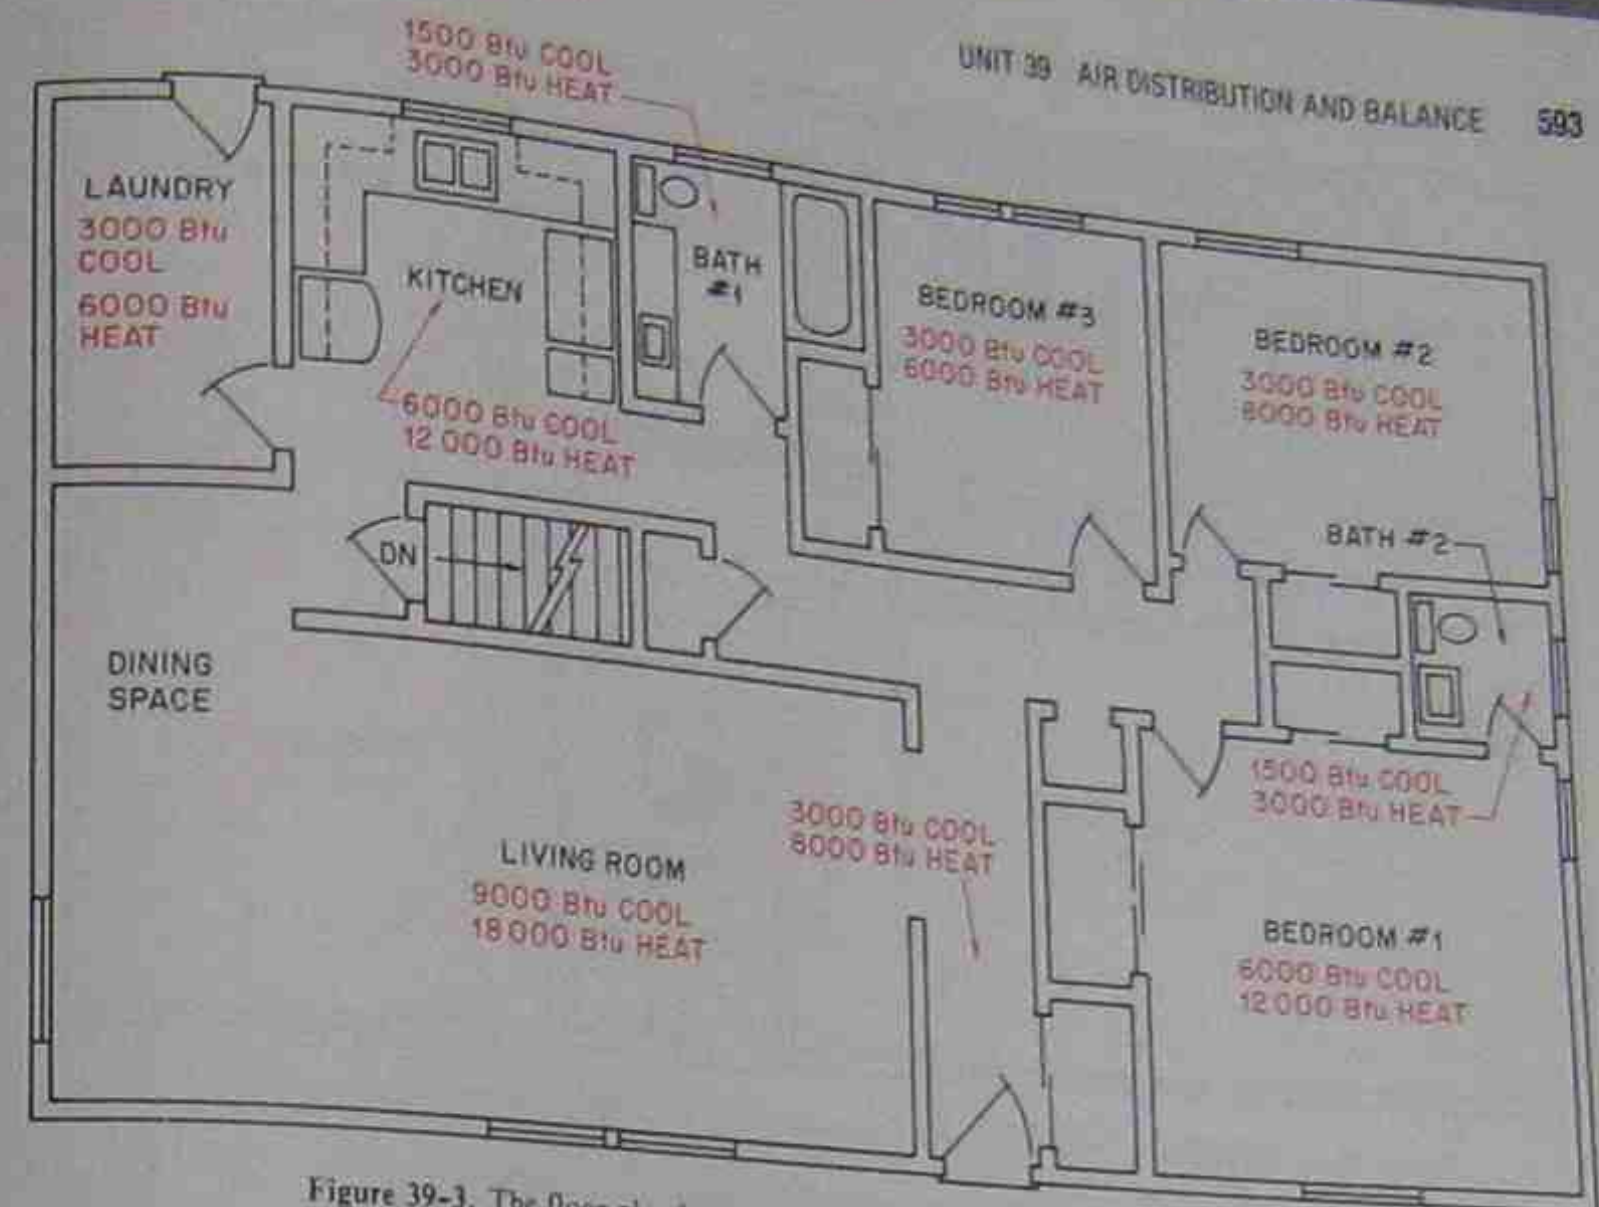 UNIT 39 AIR DISTRIBUTION AND BALANCE 593
1500 Btu COOL
3000 Btu HEAT
LAUNDRY
3000 Btu
COOL
6000 Btu
HEAT
KITCHEN
6000 Btu COOL
12 000 Btu HEAT
BATH
#1
BEDROOM #3
3000 Btu COOL
6000 Btu HEAT
BEDROOM #2
3000 Btu COOL
8000 Btu HEAT
BATH #2
1500 Btu COOL
3000 Btu HEAT
DN
DINING
SPACE
LIVING ROOM
9000 Btu COOL
18 000 Btu HEAT
3000 Btu COOL
8000 Btu HEAT
BEDROOM #1
6000 Btu COOL
12 000 Btu HEAT
Figure 39-3. The floor